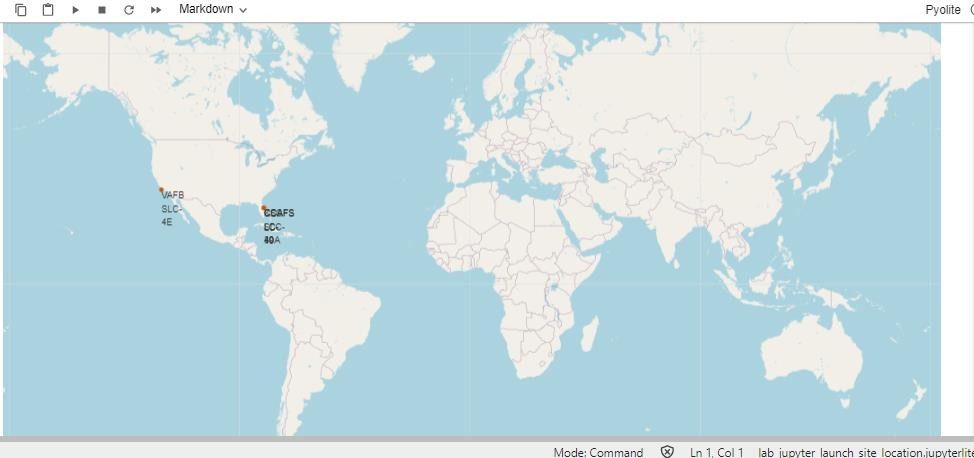 Markdown
Pyolite
VAFB
SLC-
4E
Mode: Command
Ln 1, Col 1
lab_jupyter_launch_site_location.jupyterlite